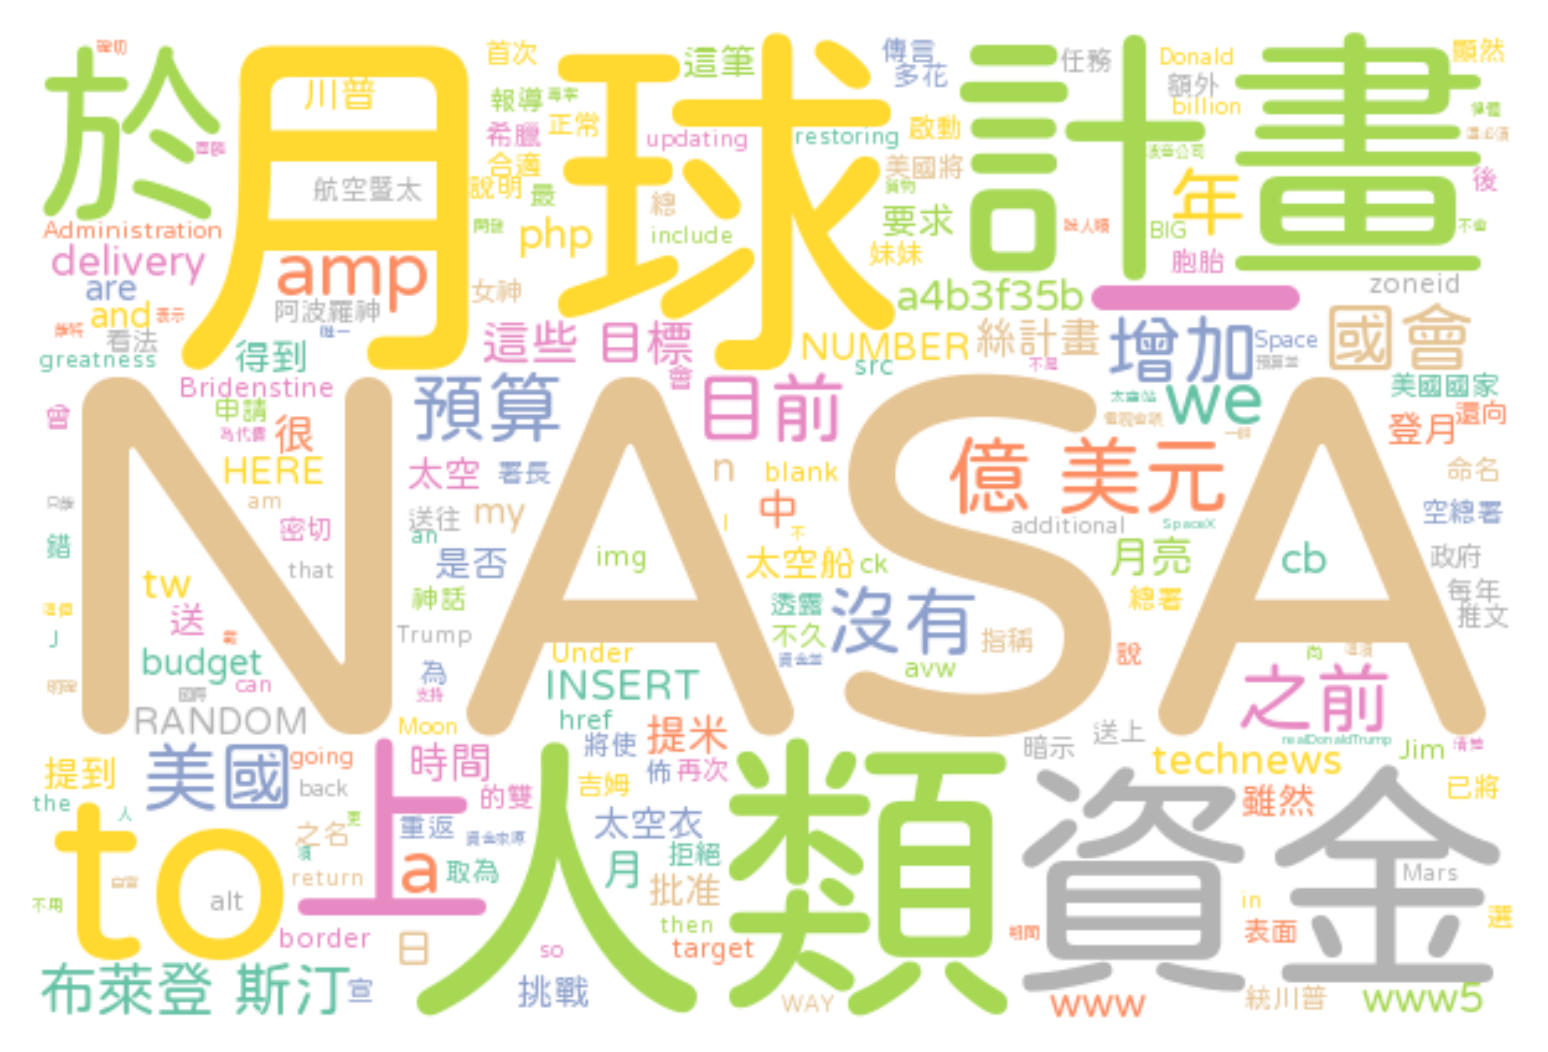 於
月球
計畫
川普
首次
這筆
傳言
多花
任務
Donald
額外
billion
顯然
報導
希臘
正常
updating
restoring
啟動
合適
說明
最
總
美國將
年
後
航空暨太
Administration
delivery
are
and
amp
php
include
要求
妹妹
BIG
胞胎
女神
阿波羅神
a4b3f35b
一
zoneid
看法
greatness
得到
這些 目標
NUMBER
src
絲計畫
增加
Space
國會
Bridenstine
申請
很
預算
目前
會
we
美國國家
登月
還向
曾
NASA
HERE
am
太空
署長
n
blank
億 美元
命名
密切
送往
an
my
中
additional
SpaceX
空總署
錯
that
是否
img
太空船
ck
月亮
cb
政府
tw
神話
透露
沒有
總署
每年
推文
J
送
Trump
不久
指稱
說
budget
為
Under
avw
can
INSERT
之前
RANDOM
Moon
href
提米
將使
暗示
送上
realDonaldTrump
Jim
提到
美國
going
上
時間
吉姆
佈
再次
人類
technews
已將
the
back
的雙
to
之名
重返
太空衣
資金
雖然
return
a
取為
月
拒絕
批准
Mars
alt
then
in
選
border
日
so
target
表面
布萊登 斯汀
宣
挑戰
WAY
www
統川普
www5